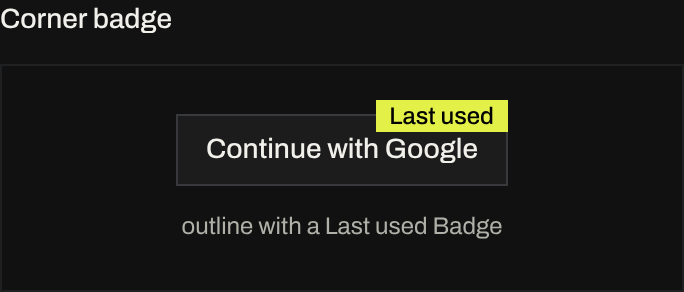 Corner badge
Last used
Continue with Google
outline with a Last used Badge